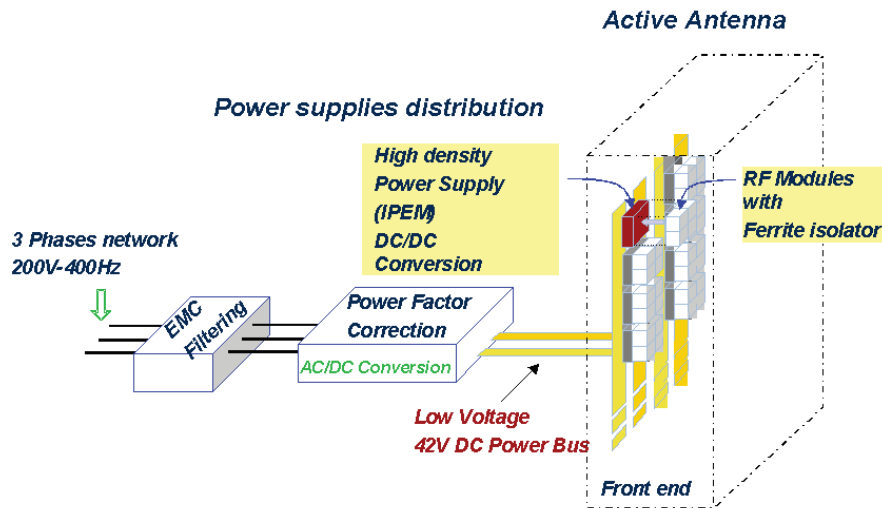 Active Antenna
Power supplies distribution
High density
Power Supply
(IPEM)
DC/DC
Conversion
RF Modules
with
Ferrite isolator
3 Phases network
200V-400Hz
EMC
Filtering
Power Factor
Correction
AC/DC Conversion
Low Voltage
42V DC Power Bus
Front end